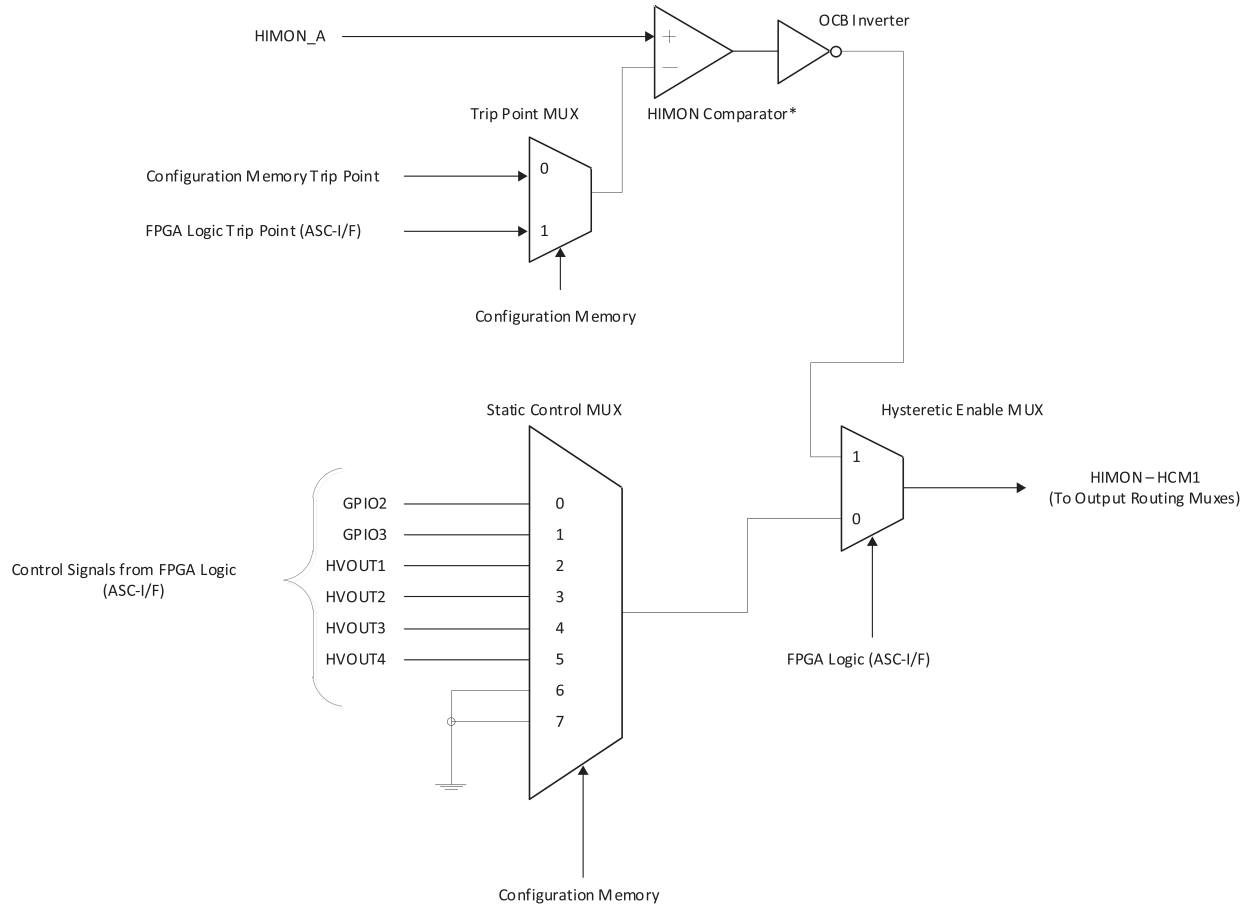 OCB Inverter
HIMON_A
+
—
Trip Point MUX
HIMON Comparator*
0
Configuration Memory Trip Point
FPGA Logic Trip Point (ASC-I/F)
1
Configuration Memory
Static Control MUX
Hysteretic Enable MUX
1
HIMON – HCM1
(To Output Routing Muxes)
0
GPIO2
0
GPIO3
1
HVOUT1
2
Control Signals from FPGA Logic
(ASC-I/F)
HVOUT2
3
HVOUT3
4
HVOUT4
5
FPGA Logic (ASC-I/F)
6
7
Configuration Memory